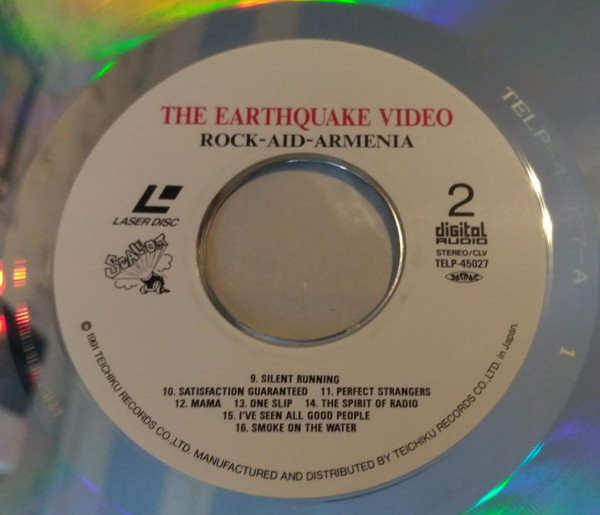 THE EARTHQUAKE VIDEO
ROCK-AID-ARMENIA
LASER DISC
2
digital
AUDIO
STEREO/CLV
TELP-45027
JASRAC
9. SILENT RUNNING
10. SATISFACTION GUARANTEED 11. PERFECT STRANGERS
12. MAMA 13. ONE SLIP 14. THE SPIRIT OF RADIO
15. I'VE SEEN ALL GOOD PEOPLE
16. SMOKE ON THE WATER
© 1991 TEICHIKU RECORDS CO., LTD. MANUFACTURED AND DISTRIBUTED BY TEICHIKU RECORDS CO., LTD. in Japan.
1